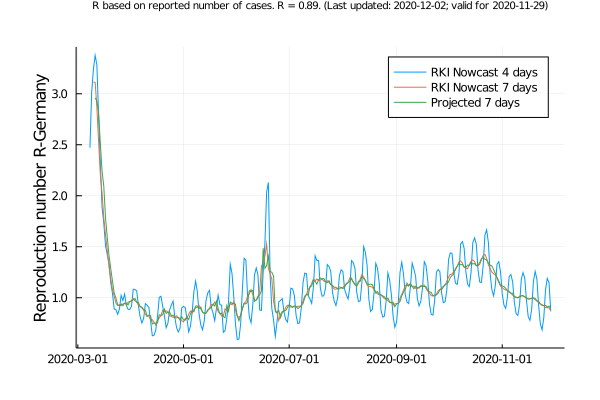 R based on reported number of cases. R = 0.89. (Last updated: 2020-12-02; valid for 2020-11-29)
Reproduction number R-Germany
RKI Nowcast 4 days
RKI Nowcast 7 days
Projected 7 days
3.0
2.5
2.0
1.5
1.0
2020-03-01
2020-05-01
2020-07-01
2020-09-01
2020-11-01